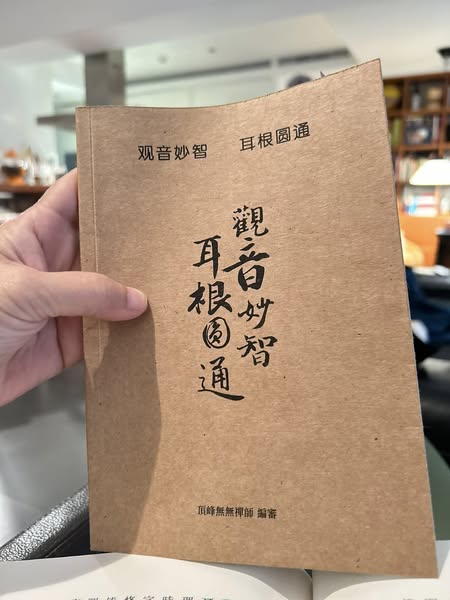 观音妙智 耳根圆通
觀音妙智
耳根圓通
頂峰無無禪師 編審